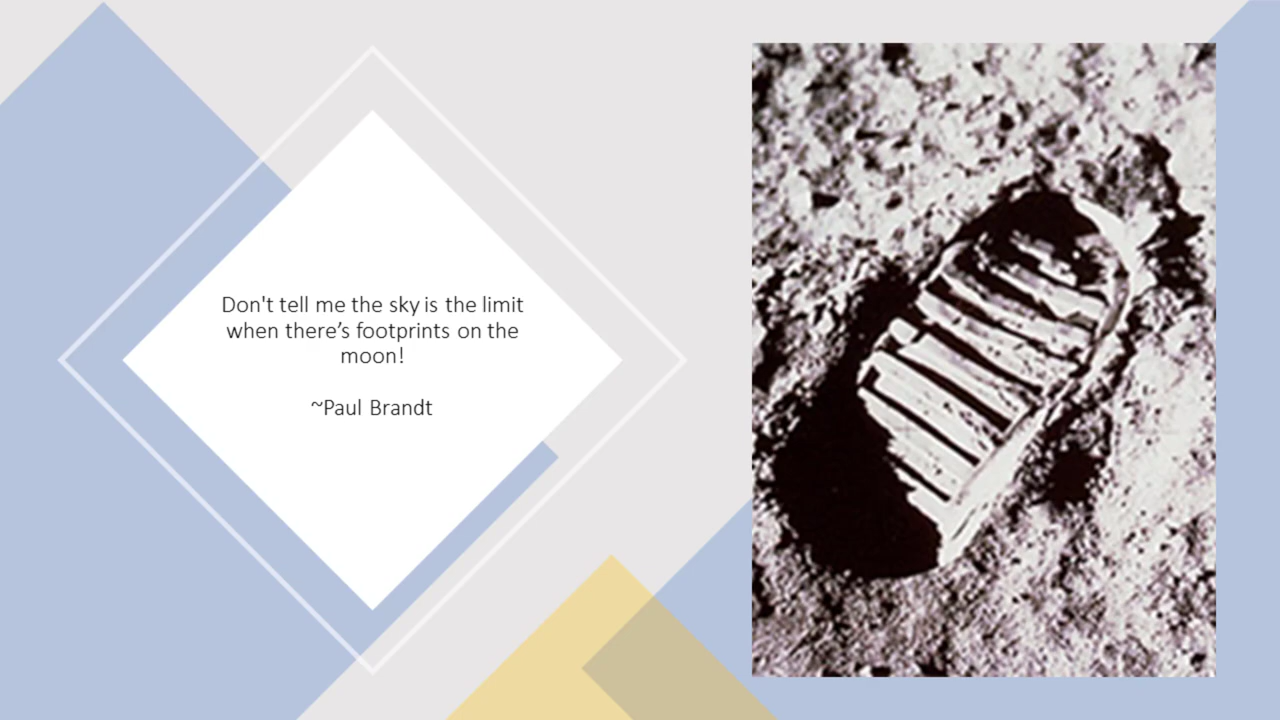 Don't tell me the sky is the limit
when there’s footprints on the
moon!
~Paul Brandt